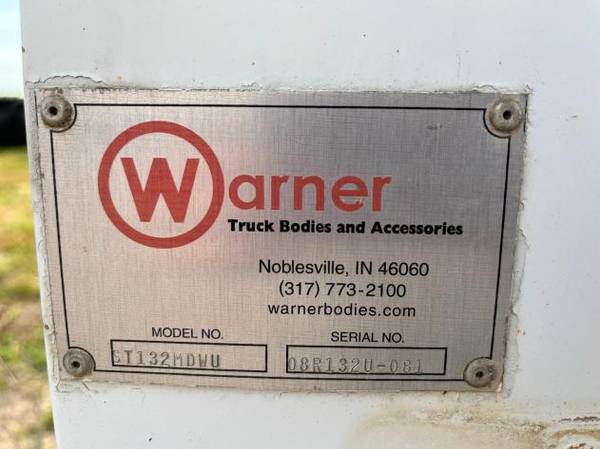 Warner
Truck Bodies and Accessories
Noblesville, IN 46060
(317) 773-2100
warnerbodies.com
MODEL NO. SERIAL NO.
ST132MDWU 08R132U-081